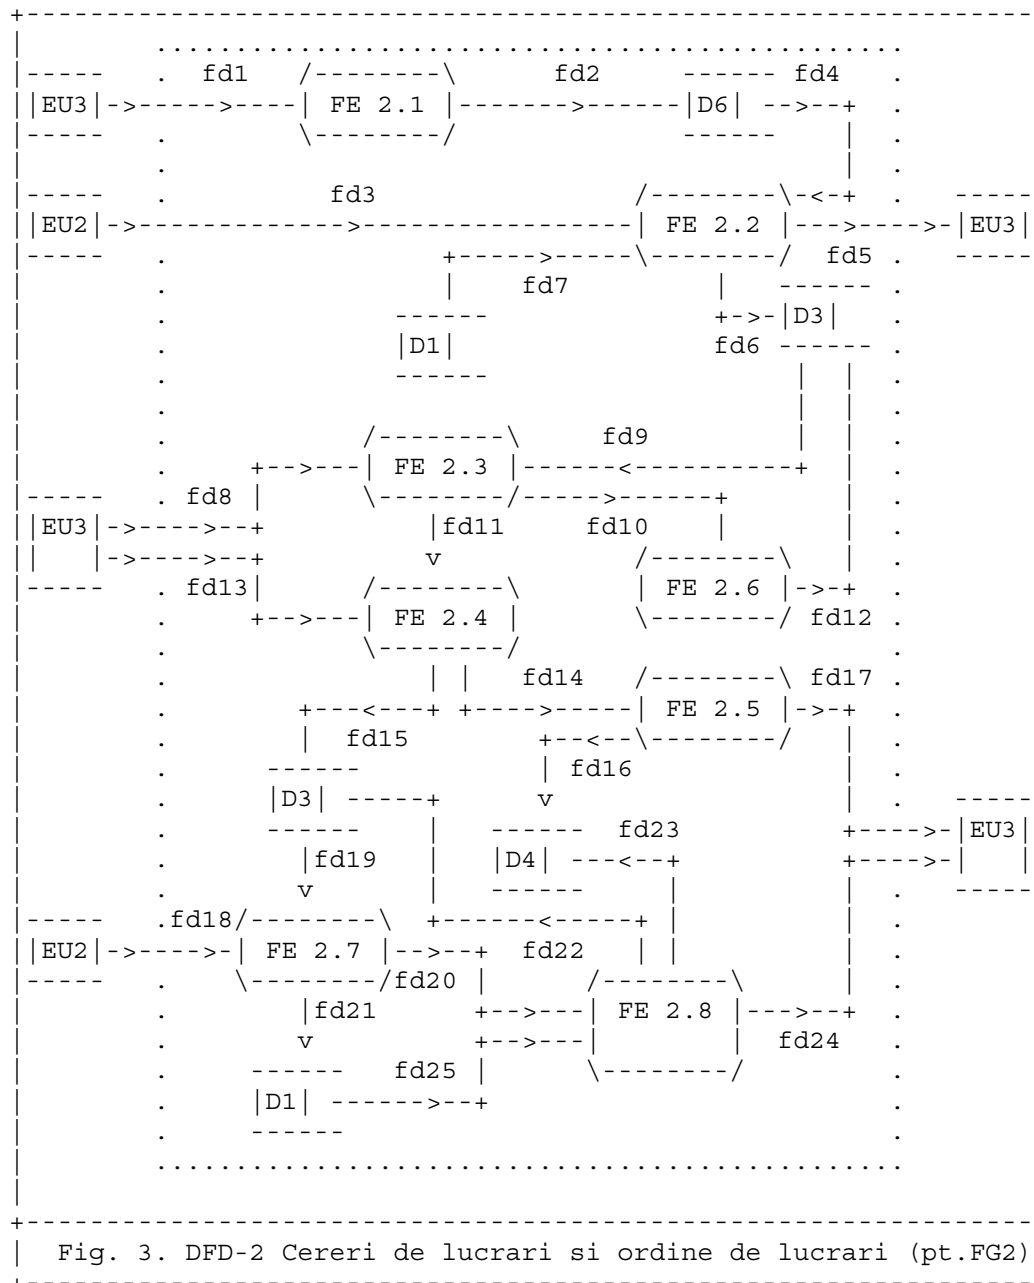 fd1 fd2 fd4
EU3 FE 2.1 D6
fd3
EU2 FE 2.2 EU3
fd5
fd7
D3
D1 fd6
fd9
FE 2.3
fd8
EU3 fd11 fd10
fd13 FE 2.6
FE 2.4 fd12
fd14 fd17
FE 2.5
fd15
fd16
D3
fd23 EU3
fd19 D4
fd18
EU2 FE 2.7 fd22
fd20
fd21 FE 2.8
fd24
fd25
D1
Fig. 3. DFD-2 Cereri de lucrari si ordine de lucrari (pt.FG2)